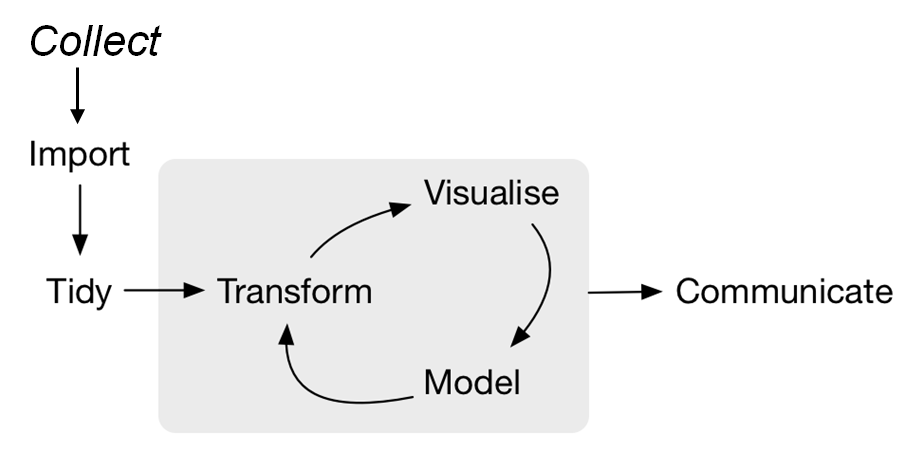 Collect
Import
Visualise
Tidy
Transform
Communicate
Model